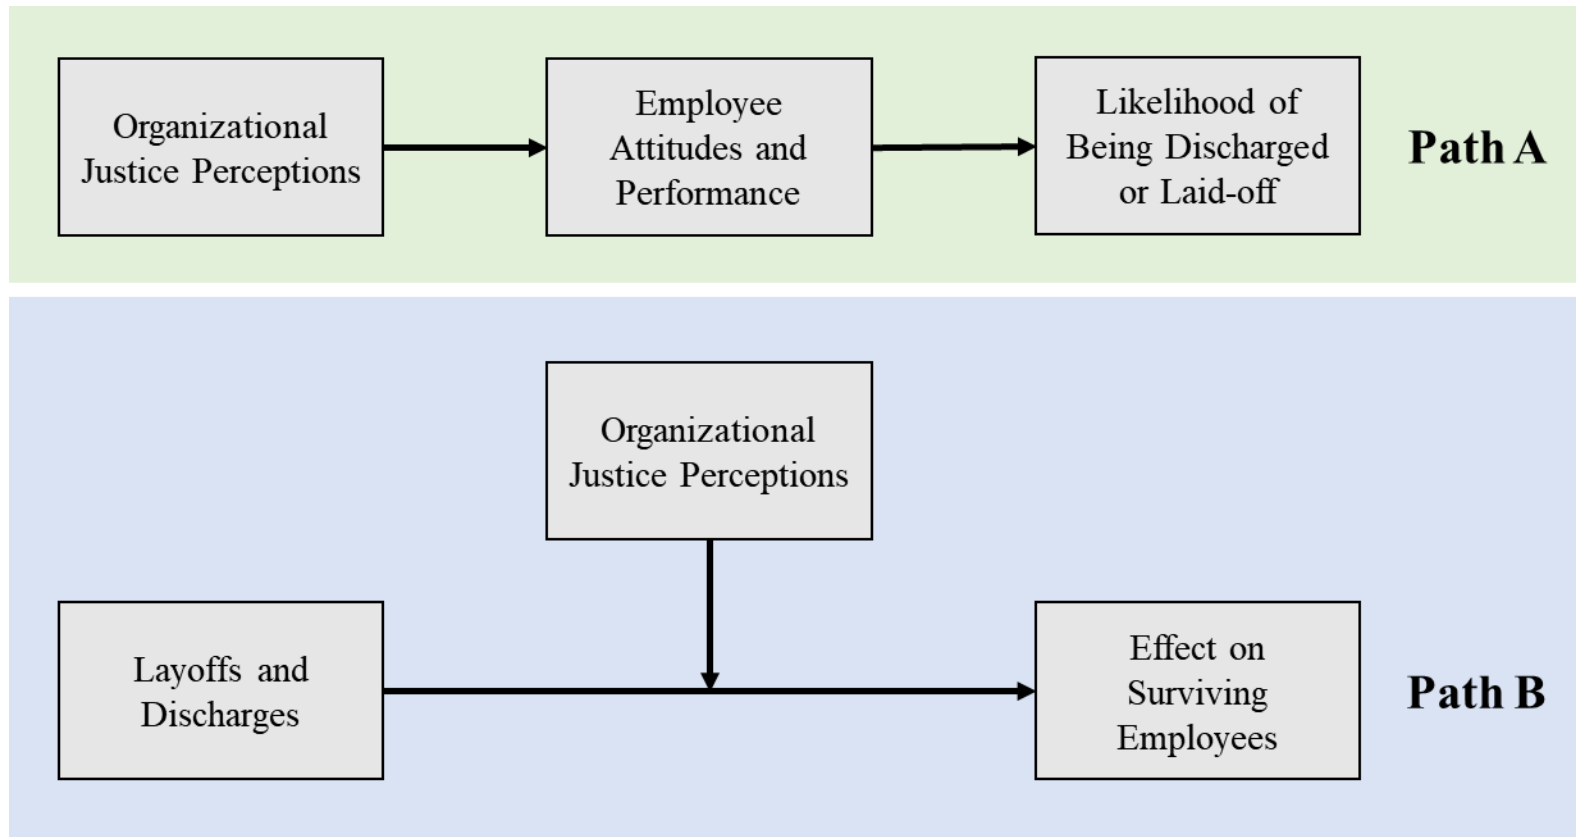 Organizational
Justice Perceptions
Employee
Attitudes and
Performance
Likelihood of
Being Discharged
or Laid-off
Path A
Organizational
Justice Perceptions
Layoffs and
Discharges
Effect on
Surviving
Employees
Path B